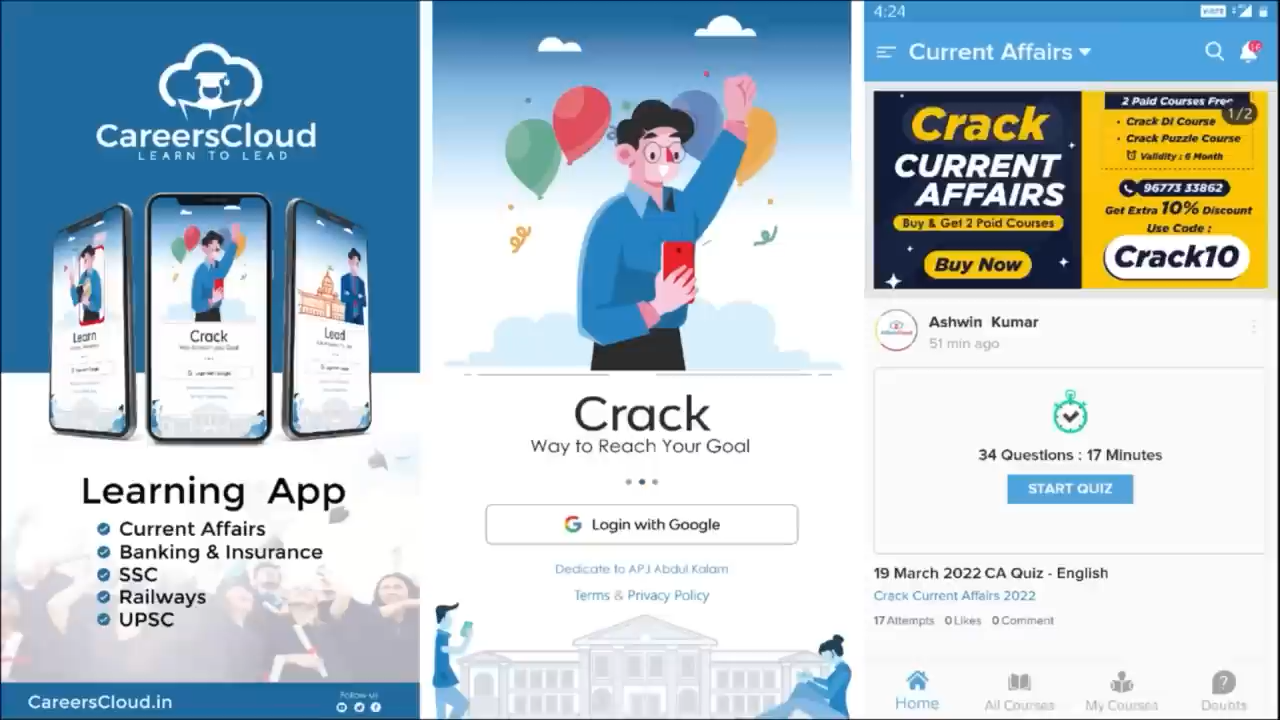 CareersCloud
LEARN TO LEAD
Learn
Crack
Lead
Learning App
Current Affairs
Banking & Insurance
SSC
Railways
UPSC
CareersCloud.in
Follow us
Crack
Way to Reach Your Goal
Login with Google
Dedicate to APJ Abdul Kalam
Terms & Privacy Policy
4:24
Current Affairs
16
Crack
CURRENT
AFFAIRS
Buy & Get 2 Paid Courses
Buy Now
2 Paid Courses Free
1/2
Crack DI Course
Crack Puzzle Course
Validity : 6 Month
96773 33862
Get Extra 10% Discount
Use Code :
Crack10
Ashwin Kumar
51 min ago
34 Questions : 17 Minutes
START QUIZ
19 March 2022 CA Quiz - English
Crack Current Affairs 2022
17 Attempts 0 Likes 0 Comment
Home
All Courses
My Courses
Doubts